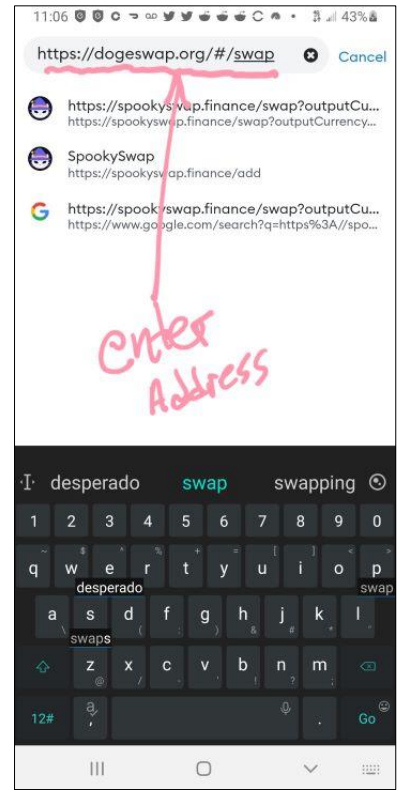 11:06
43%
https://dogeswap.org/#/swap
Cancel
https://spookyswap.finance/swap?outputCu...
https://spookyswap.finance/swap?outputCurrency...
SpookySwap
https://spookyswap.finance/add
https://spookyswap.finance/swap?outputCu...
https://www.google.com/search?q=https%3A//spo...
enter
Address
desperado swap swapping
1 2 3 4 5 6 7 8 9 0
q w e r t y u i o p
desperado swap
a s d f g h j k l
swaps
z x c v b n m
12# a , . Go